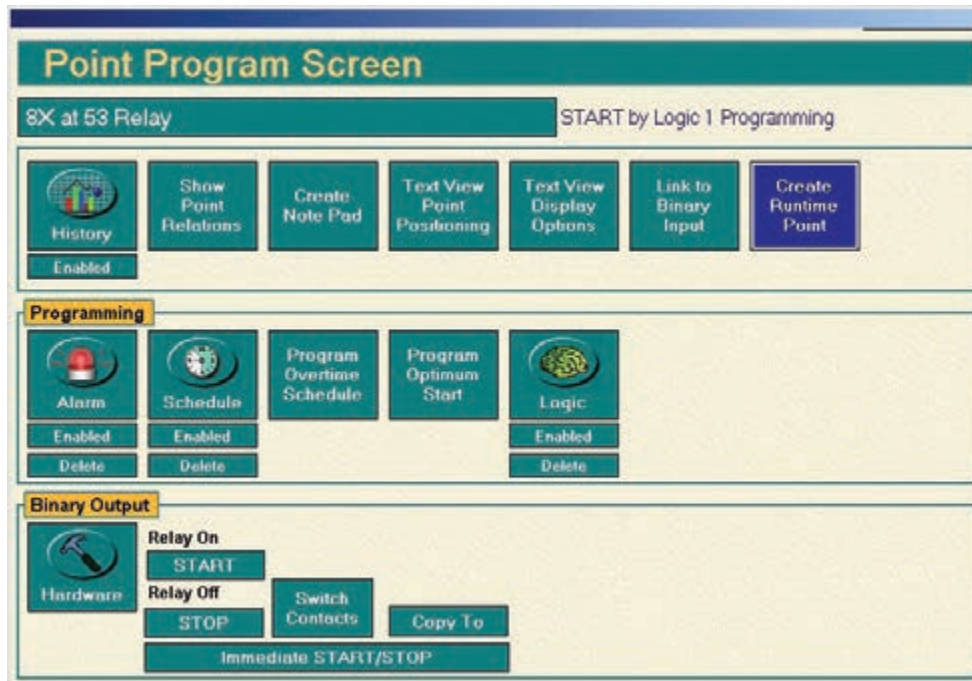 Point Program Screen
8X at 53 Relay
START by Logic 1 Programming
History
Enabled
Show
Point
Relations
Create
Note Pad
Text View
Point
Positioning
Text View
Display
Options
Link to
Binary
Input
Create
Runtime
Point
Programming
Alarm
Enabled
Delete
Schedule
Enabled
Delete
Program
Overtime
Schedule
Program
Optimum
Start
Logic
Enabled
Delete
Binary Output
Hardware
Relay On
START
Relay Off
STOP
Switch
Contacts
Copy To
Immediate START/STOP